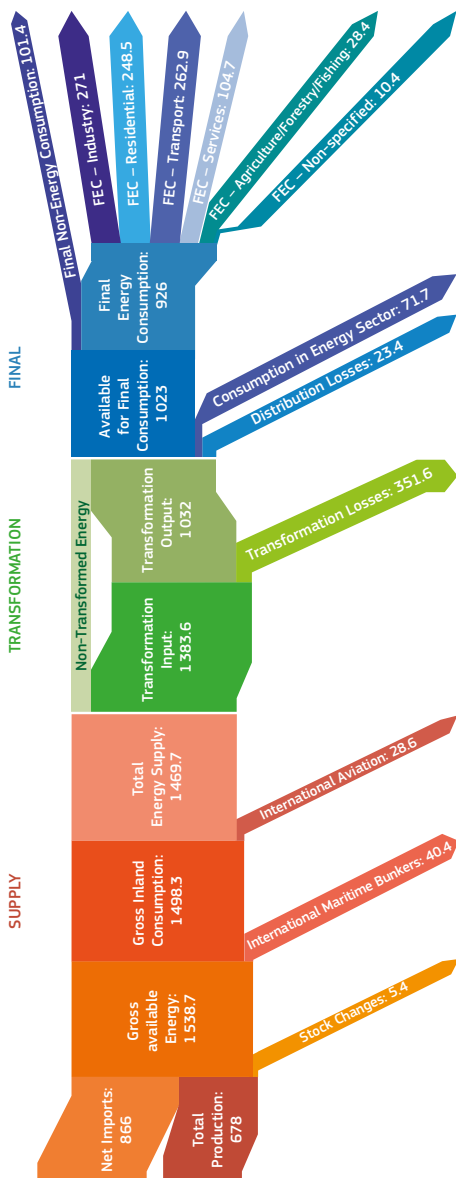 SUPPLY
TRANSFORMATION
FINAL
Net Imports:
866
Total
Production:
678
Gross
available
Energy:
1 538.7
Stock Changes: 5.4
Gross Inland
Consumption:
1 498.3
International Maritime Bunkers: 40.4
Total
Energy Supply:
1 469.7
International Aviation: 28.6
Non-Transformed Energy
Transformation
Input:
1 383.6
Transformation
Output:
1 032
Transformation Losses: 351.6
Available
for Final
Consumption:
1 023
Distribution Losses: 23.4
Consumption in Energy Sector: 71.7
Final
Energy
Consumption:
926
Final Non-Energy Consumption: 101.4
FEC – Industry: 271
FEC – Residential: 248.5
FEC – Transport: 262.9
FEC – Services: 104.7
FEC – Agriculture/Forestry/Fishing: 28.4
FEC – Non-specified: 10.4